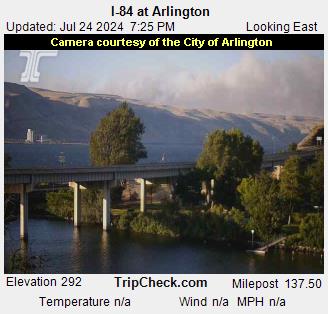 I-84 at Arlington
Updated: Jul 24 2024 7:25 PM Looking East
Camera courtesy of the City of Arlington
Elevation 292 TripCheck.com Milepost 137.50
Temperature n/a Wind n/a MPH n/a